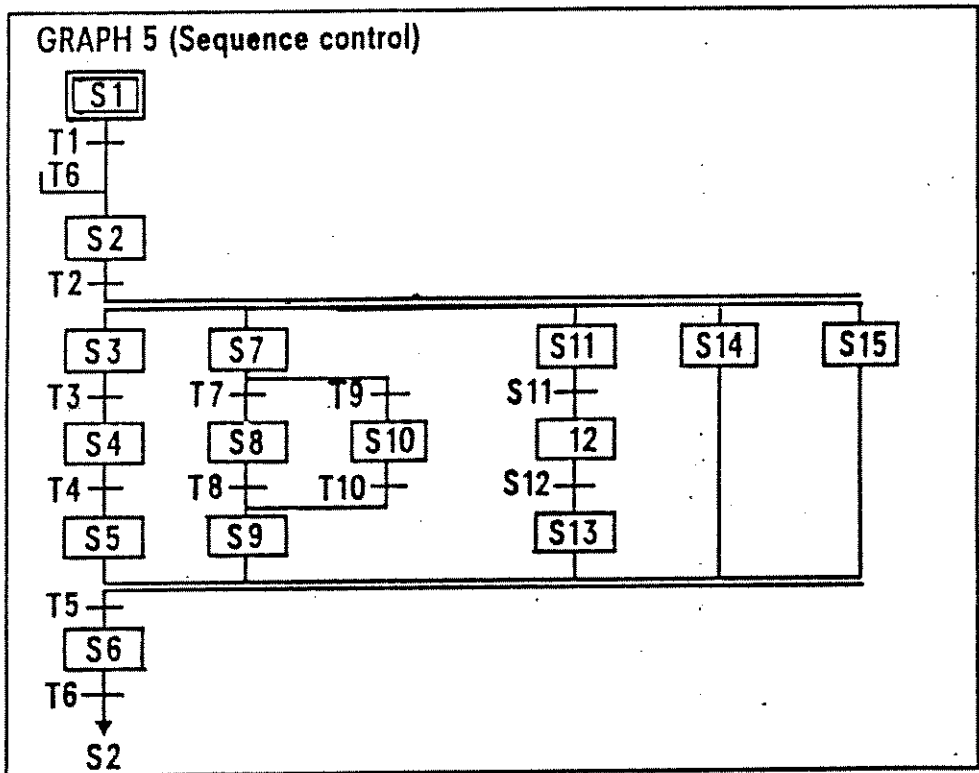 GRAPH 5 (Sequence control)
S1
T1
T6
S2
T2
S3 S7 S11 S14 S15
T3 T7 T9 S11
S4 S8 S10 12
T4 T8 T10 S12
S5 S9 S13
T5
S6
T6
S2